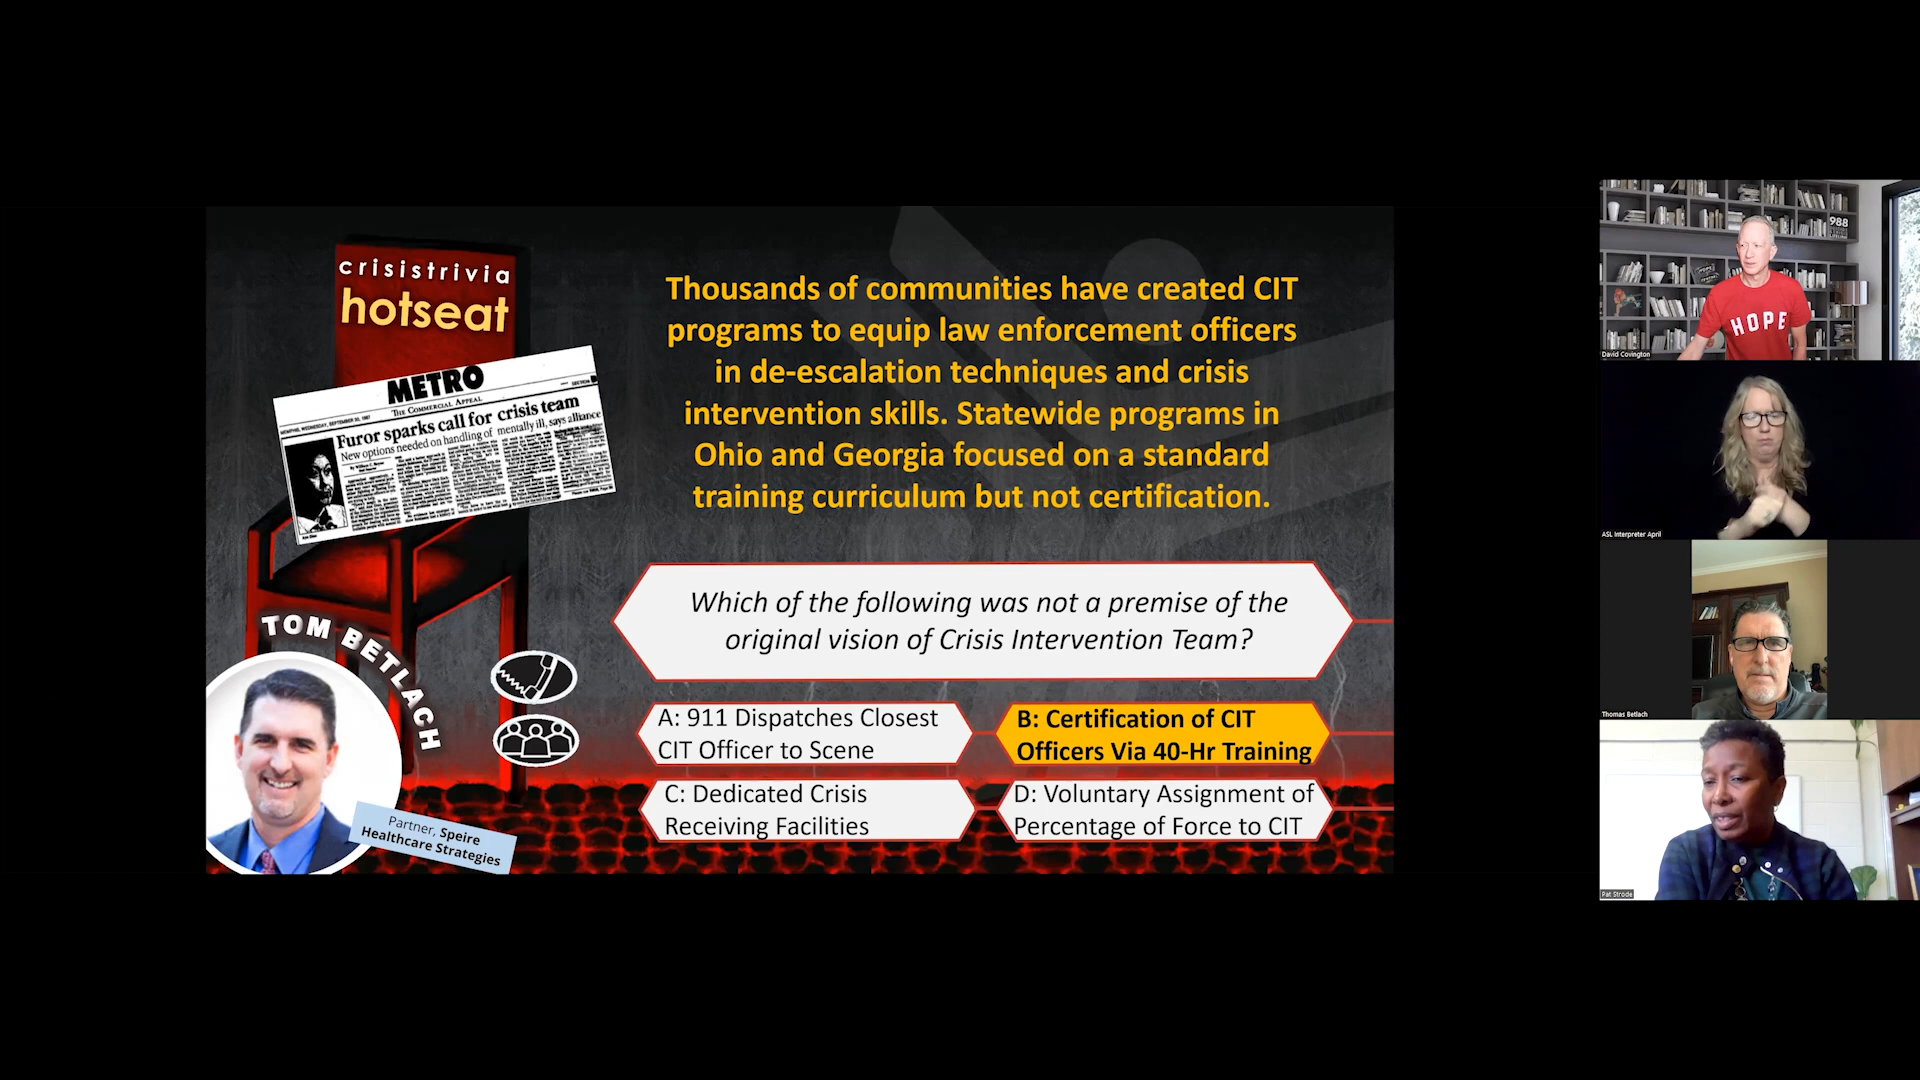 crisistrivia
hotseat
METRO
THE COMMERCIAL APPEAL
MEMPHIS, WEDNESDAY, SEPTEMBER 30, 1987
SECTION B
Furor sparks call for crisis team
New options needed on handling of mentally ill, says alliance
TOM BETLACH
Partner, Speire
Healthcare Strategies
Thousands of communities have created CIT
programs to equip law enforcement officers
in de-escalation techniques and crisis
intervention skills. Statewide programs in
Ohio and Georgia focused on a standard
training curriculum but not certification.
Which of the following was not a premise of the
original vision of Crisis Intervention Team?
A: 911 Dispatches Closest
CIT Officer to Scene
B: Certification of CIT
Officers Via 40-Hr Training
C: Dedicated Crisis
Receiving Facilities
D: Voluntary Assignment of
Percentage of Force to CIT
988
HOPE
David Covington
ASL Interpreter April
Thomas Betlach
Pat Strode